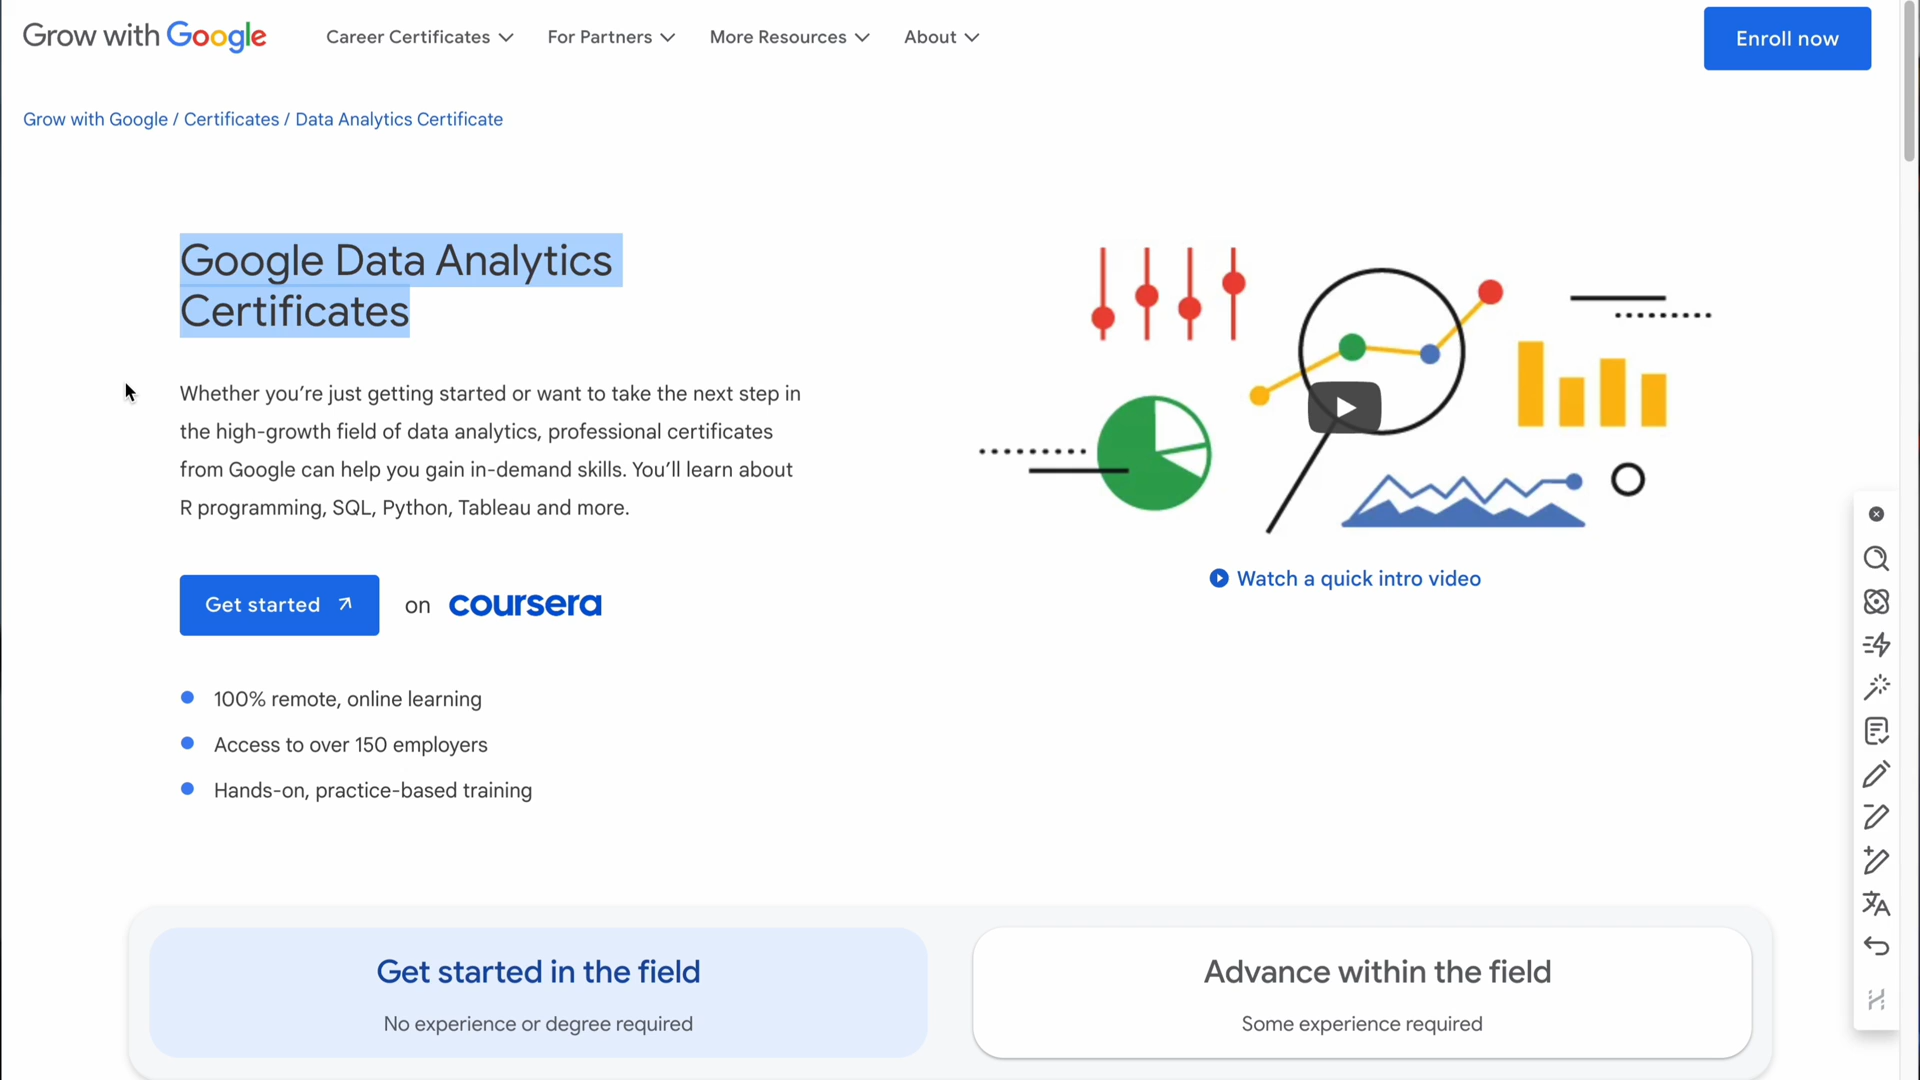 Grow with Google
Career Certificates
For Partners
More Resources
About
Enroll now
Grow with Google / Certificates / Data Analytics Certificate
Google Data Analytics
Certificates
Whether you’re just getting started or want to take the next step in
the high-growth field of data analytics, professional certificates
from Google can help you gain in-demand skills. You’ll learn about
R programming, SQL, Python, Tableau and more.
Get started
on
coursera
Watch a quick intro video
100% remote, online learning
Access to over 150 employers
Hands-on, practice-based training
Get started in the field
No experience or degree required
Advance within the field
Some experience required